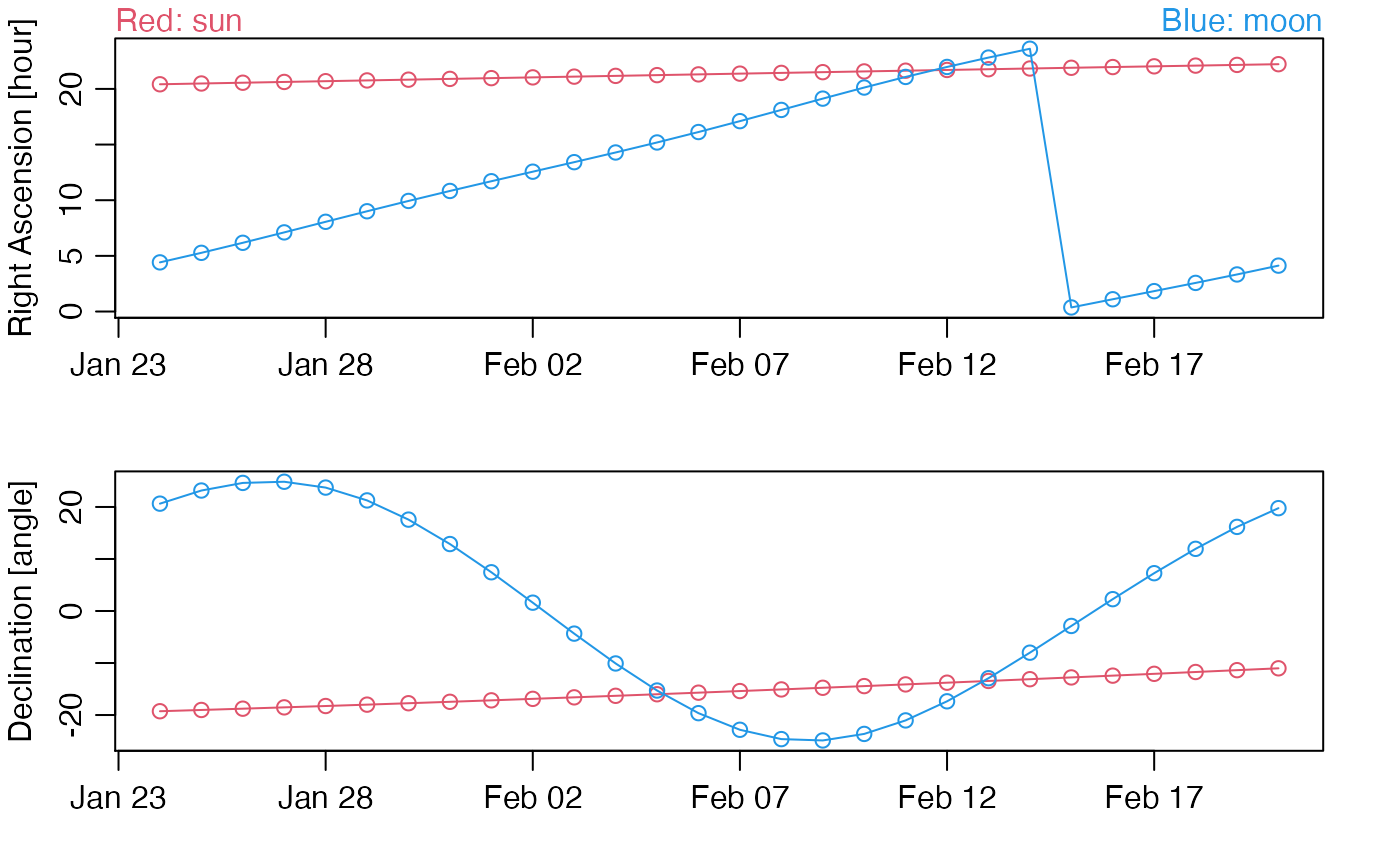 Red: sun Blue: moon
Right Ascension [hour]
20
10
5
0
Jan 23 Jan 28 Feb 02 Feb 07 Feb 12 Feb 17
Declination [angle]
20
0
-20
Jan 23 Jan 28 Feb 02 Feb 07 Feb 12 Feb 17